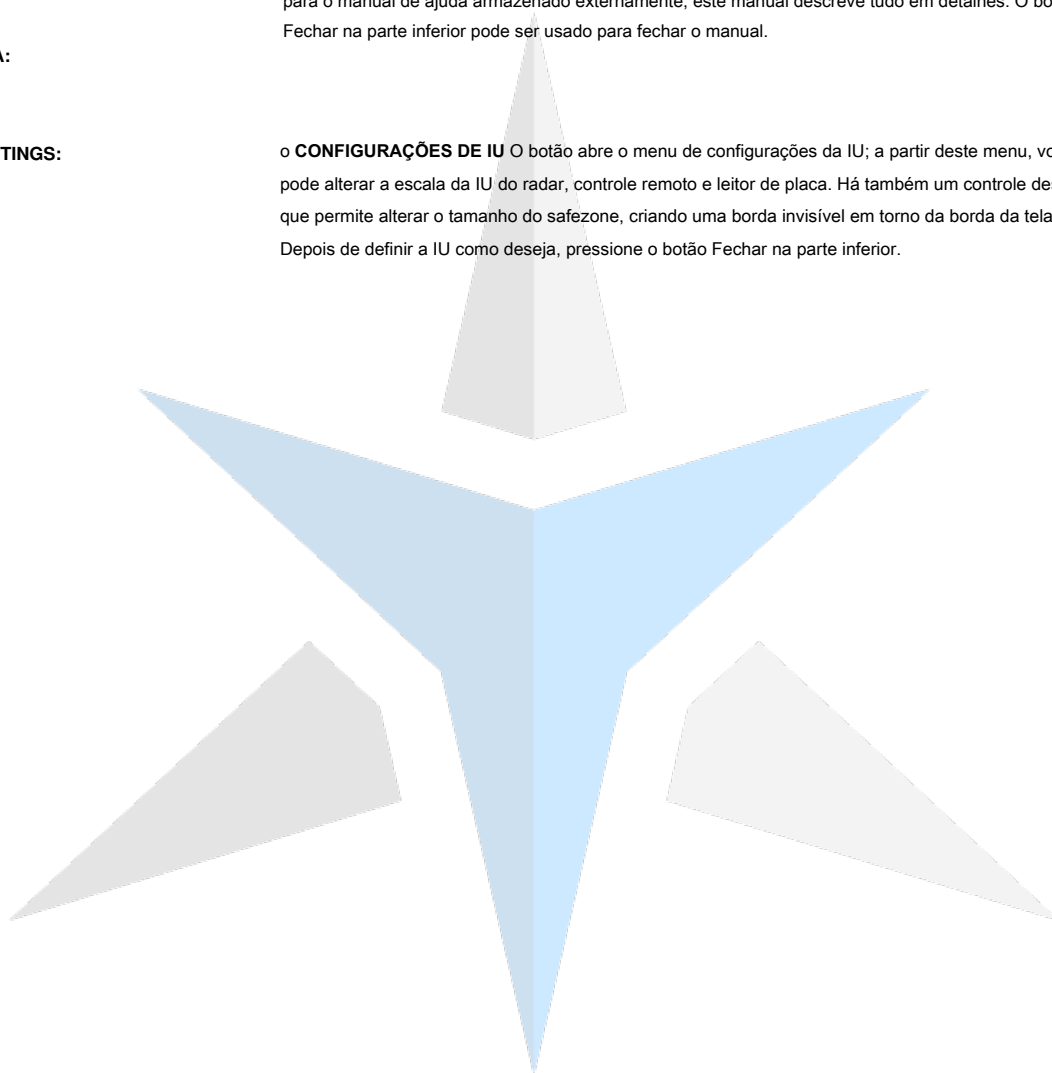 para o manual de ajuda armazenado externamente, este manual descreve tudo em detalhes. O bo
Fechar na parte inferior pode ser usado para fechar o manual.
A:
TINGS:
o CONFIGURAÇÕES DE IU O botão abre o menu de configurações da IU; a partir deste menu, vo
pode alterar a escala da IU do radar, controle remoto e leitor de placa. Há também um controle des
que permite alterar o tamanho do safezone, criando uma borda invisível em torno da borda da tela
Depois de definir a IU como deseja, pressione o botão Fechar na parte inferior.